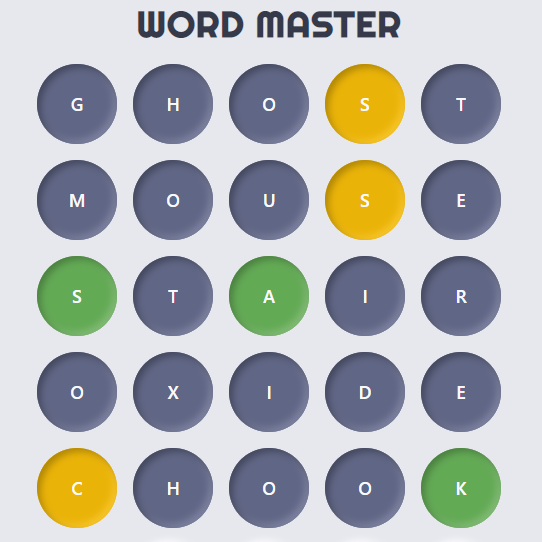 WORD MASTER
G H O S T
M O U S E
S T A I R
O X I D E
C H O O K